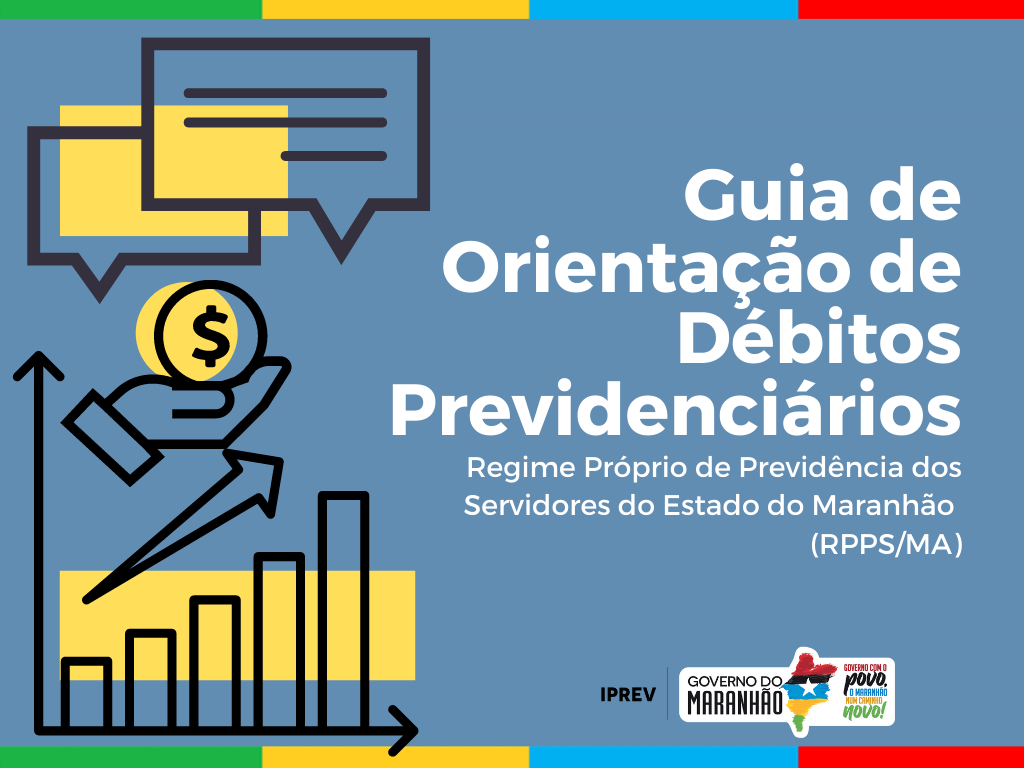 $
Guia de
Orientação de
Débitos
Previdenciários
Regime Próprio de Previdência dos
Servidores do Estado do Maranhão
(RPPS/MA)
IPREV
GOVERNO DO
MARANHÃO
GOVERNO COM O
povo,
O MARANHÃO
NUM CAMINHO
novo!